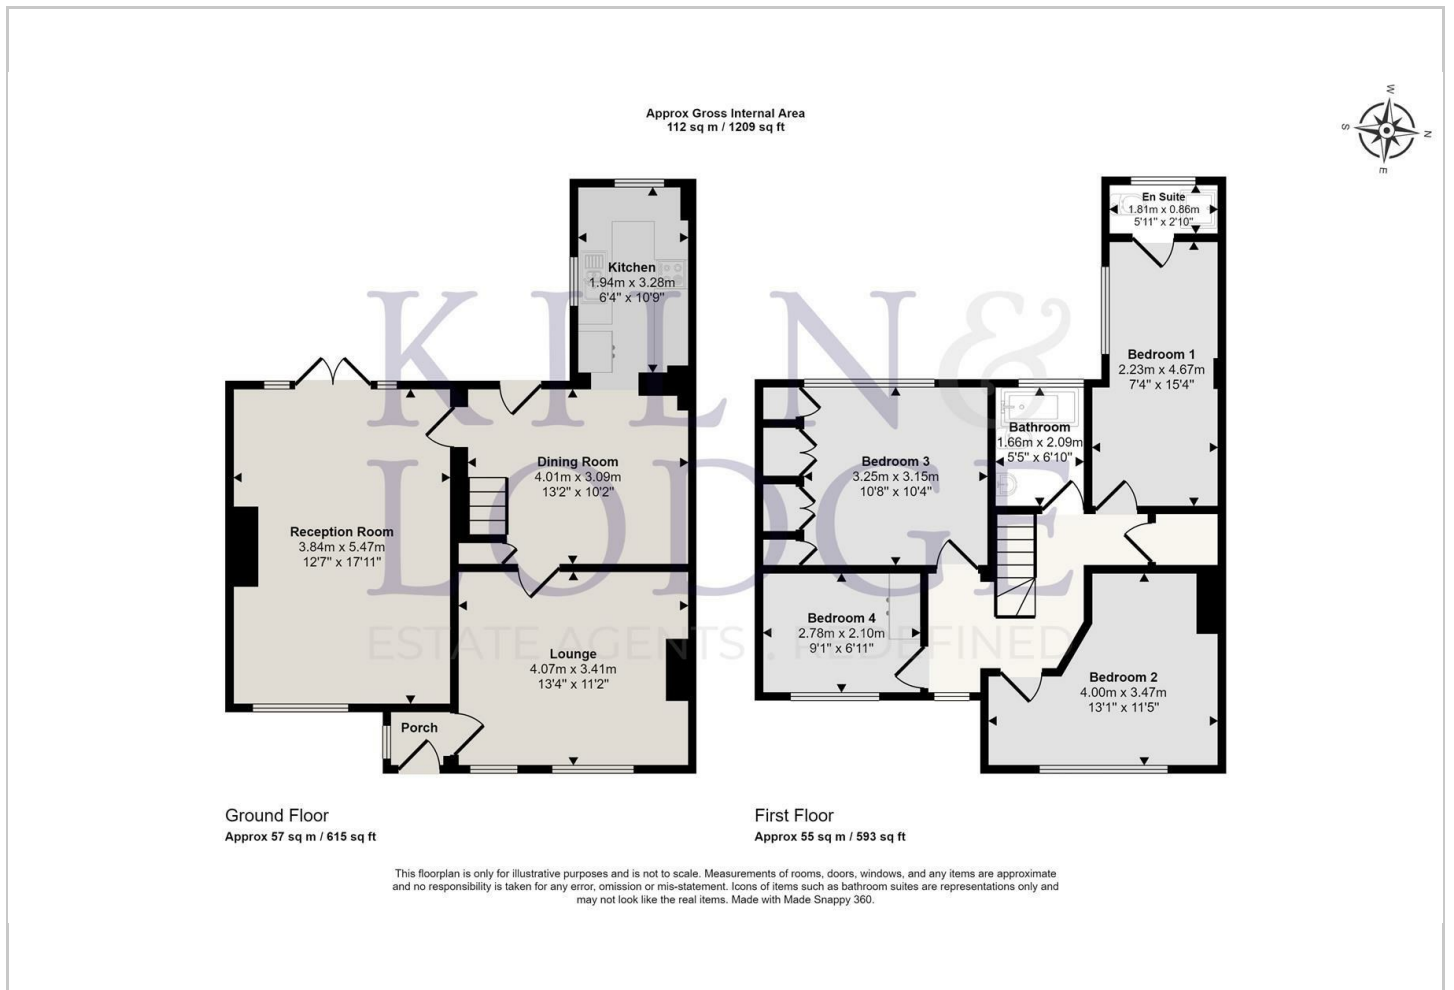 Approx Gross Internal Area
112 sq m / 1209 sq ft
W
S
N
E
KILN &
LODGE
ESTATE AGENTS . REDEFINED
Kitchen
1.94m x 3.28m
6'4" x 10'9"
Dining Room
4.01m x 3.09m
13'2" x 10'2"
Reception Room
3.84m x 5.47m
12'7" x 17'11"
Lounge
4.07m x 3.41m
13'4" x 11'2"
Porch
En Suite
1.81m x 0.86m
5'11" x 2'10"
Bedroom 1
2.23m x 4.67m
7'4" x 15'4"
Bathroom
1.66m x 2.09m
5'5" x 6'10"
Bedroom 3
3.25m x 3.15m
10'8" x 10'4"
Bedroom 4
2.78m x 2.10m
9'1" x 6'11"
Bedroom 2
4.00m x 3.47m
13'1" x 11'5"
Ground Floor
Approx 57 sq m / 615 sq ft
First Floor
Approx 55 sq m / 593 sq ft
This floorplan is only for illustrative purposes and is not to scale. Measurements of rooms, doors, windows, and any items are approximate
and no responsibility is taken for any error, omission or mis-statement. Icons of items such as bathroom suites are representations only and
may not look like the real items. Made with Made Snappy 360.